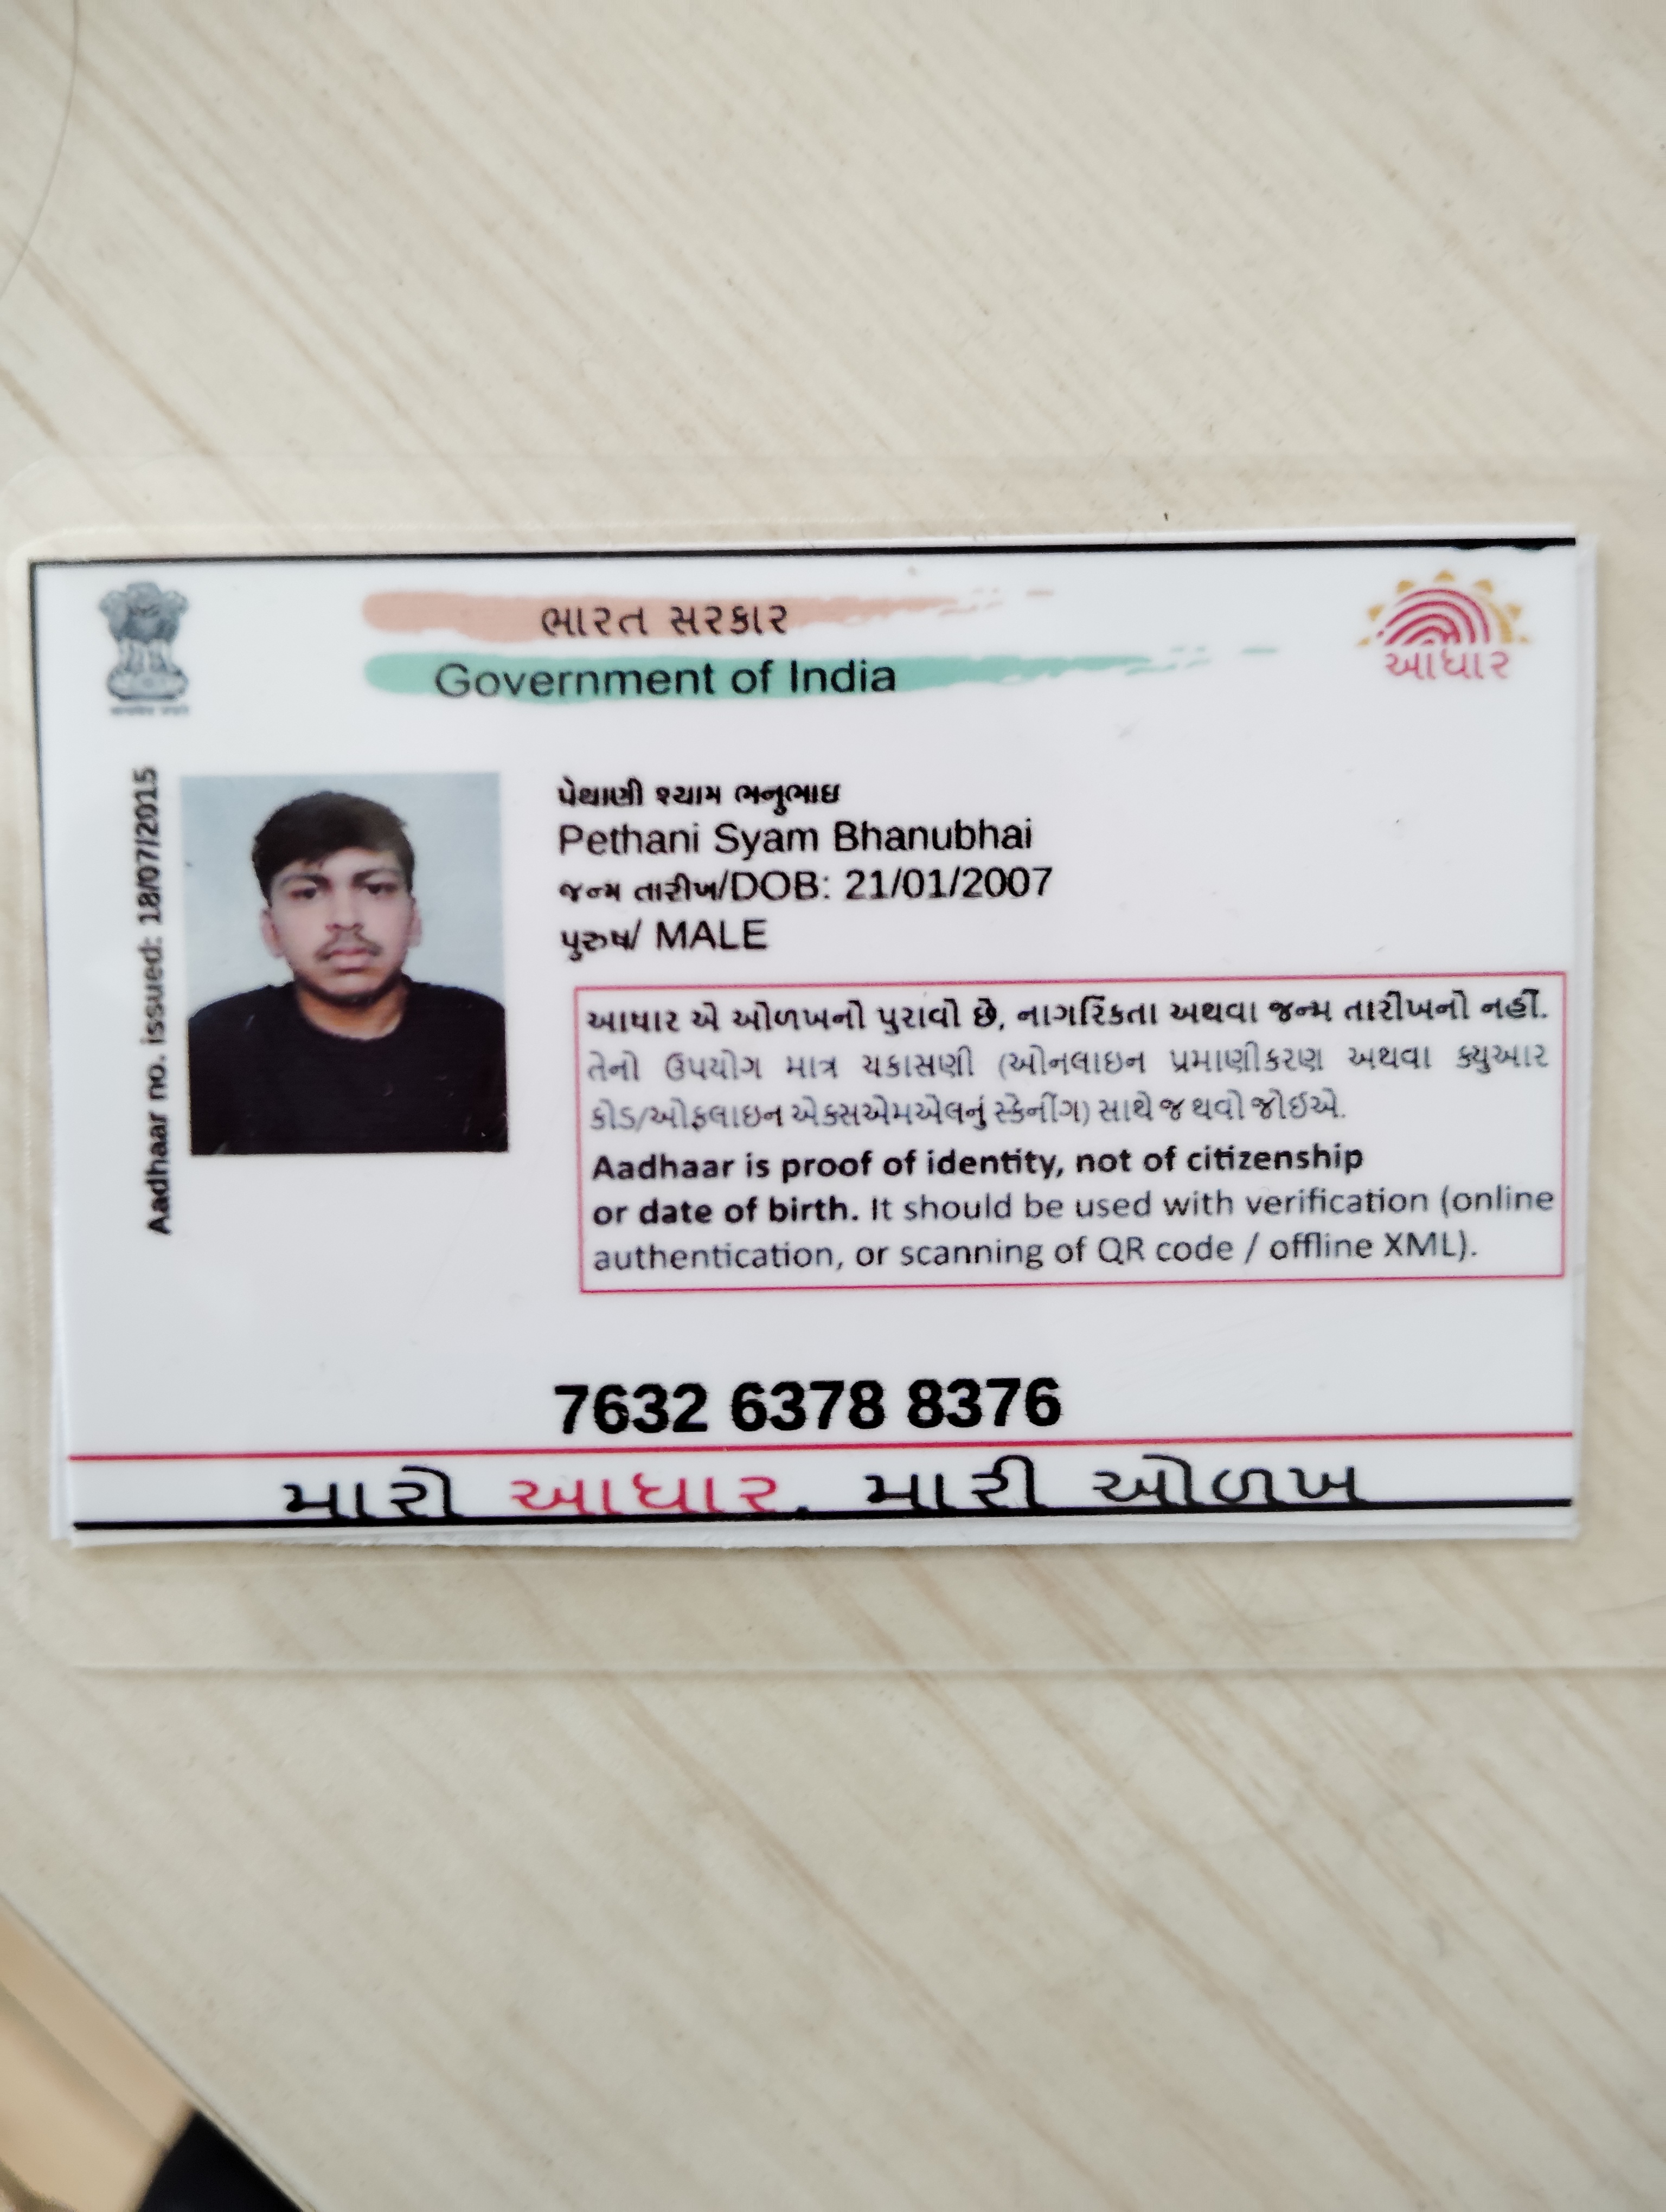 ભારત સરકાર
Government of India
આધાર
Aadhaar no. issued: 18/07/2015
પેથાણી શ્યામ ભનુભાઇ
Pethani Syam Bhanubhai
જન્મ તારીખ/DOB: 21/01/2007
પુરુષ/ MALE
આધાર એ ઓળખનો પુરાવો છે, નાગરિકતા અથવા જન્મ તારીખનો નહીં.
તેનો ઉપયોગ માત્ર ચકાસણી (ઓનલાઇન પ્રમાણીકરણ અથવા ક્યુઆર
કોડ/ઓફલાઇન એક્સએમએલનું સ્કેનીંગ) સાથે જ થવો જોઈએ.
Aadhaar is proof of identity, not of citizenship
or date of birth. It should be used with verification (online
authentication, or scanning of QR code / offline XML).
7632 6378 8376
મારો આધાર, મારી ઓળખ